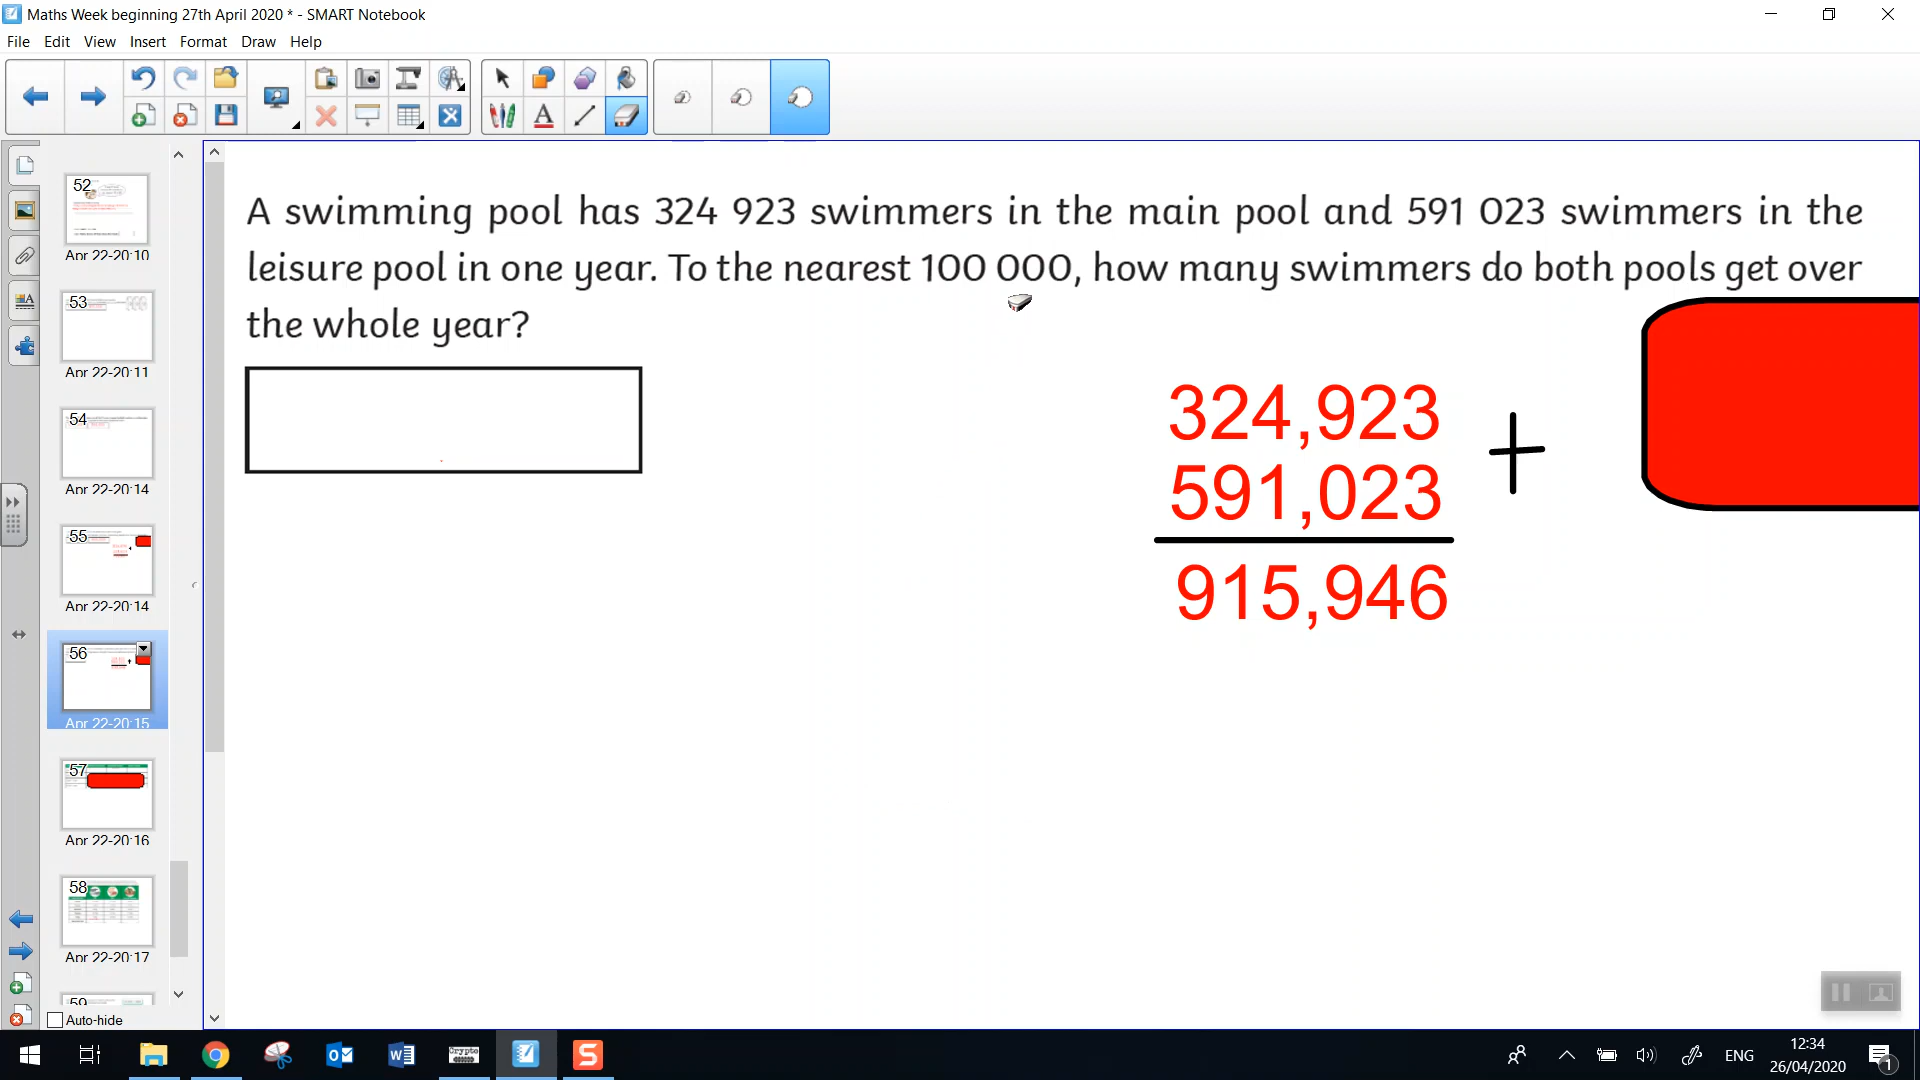 Maths Week beginning 27th April 2020 * - SMART Notebook
File Edit View Insert Format Draw Help
52
Apr 22-20:10
53
Apr 22-20:11
54
Apr 22-20:14
55
Apr 22-20:14
56
Apr 22-20:15
57
Apr 22-20:16
58
Apr 22-20:17
59
Auto-hide
A swimming pool has 324 923 swimmers in the main pool and 591 023 swimmers in the
leisure pool in one year. To the nearest 100 000, how many swimmers do both pools get over
the whole year?
324,923
+
591,023
915,946
Crypto
ENG
12:34
26/04/2020
1